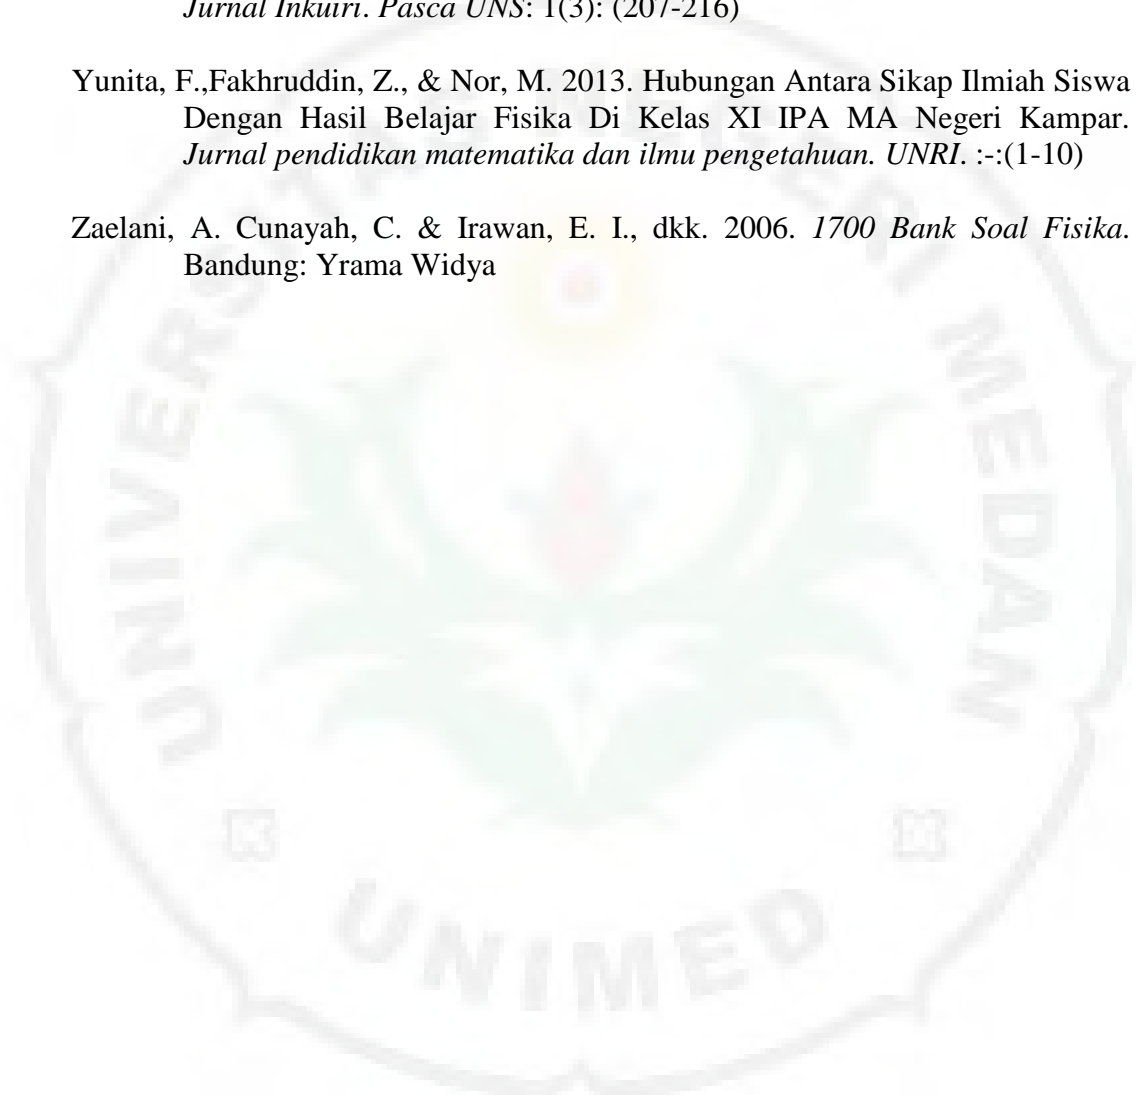 Jurnal Inkuiri. Pasca UNS: 1(3): (207-216)
Yunita, F.,Fakhruddin, Z., & Nor, M. 2013. Hubungan Antara Sikap Ilmiah Siswa
Dengan Hasil Belajar Fisika Di Kelas XI IPA MA Negeri Kampar.
Jurnal pendidikan matematika dan ilmu pengetahuan. UNRI. :-:(1-10)
Zaelani, A. Cunayah, C. & Irawan, E. I., dkk. 2006. 1700 Bank Soal Fisika.
Bandung: Yrama Widya
UNIVERSITAS NEGERI MEDAN
UNIMED